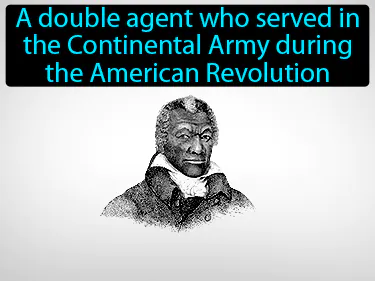 A double agent who served in
the Continental Army during
the American Revolution